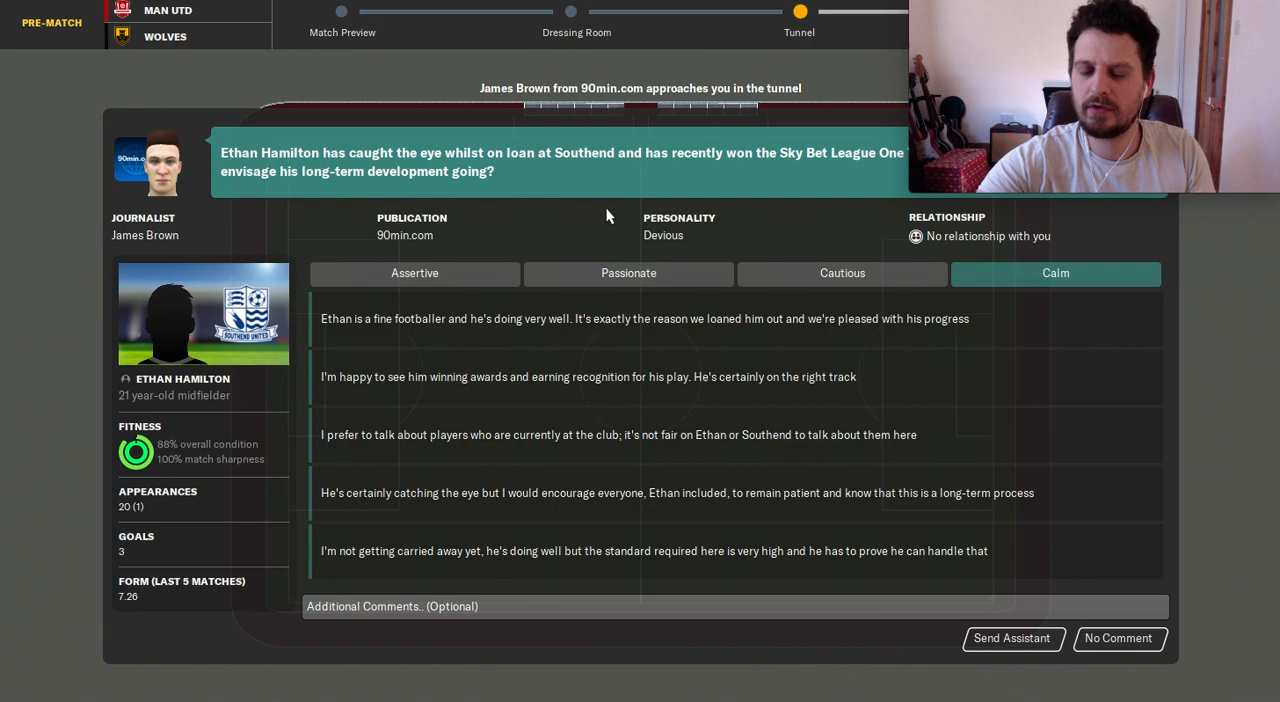 PRE-MATCH
MAN UTD
WOLVES
Match Preview
Dressing Room
Tunnel
James Brown from 90min.com approaches you in the tunnel
90min.c
Ethan Hamilton has caught the eye whilst on loan at Southend and has recently won the Sky Bet League One
envisage his long-term development going?
JOURNALIST
James Brown
PUBLICATION
90min.com
PERSONALITY
Devious
RELATIONSHIP
No relationship with you
Assertive
Passionate
Cautious
Calm
SOUTHEND UNITED
ETHAN HAMILTON
21 year-old midfielder
FITNESS
88% overall condition
100% match sharpness
APPEARANCES
20 (1)
GOALS
3
FORM (LAST 5 MATCHES)
7.26
Ethan is a fine footballer and he's doing very well. It's exactly the reason we loaned him out and we're pleased with his progress
I'm happy to see him winning awards and earning recognition for his play. He's certainly on the right track
I prefer to talk about players who are currently at the club; it's not fair on Ethan or Southend to talk about them here
He's certainly catching the eye but I would encourage everyone, Ethan included, to remain patient and know that this is a long-term process
I'm not getting carried away yet, he's doing well but the standard required here is very high and he has to prove he can handle that
Additional Comments.. (Optional)
Send Assistant
No Comment